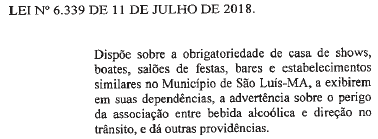 LEI Nº 6.339 DE 11 DE JULHO DE 2018.
Dispõe sobre a obrigatoriedade de casa de shows,
boates, salões de festas, bares e estabelecimentos
similares no Município de São Luís-MA, a exibirem
em suas dependências, a advertência sobre o perigo
da associação entre bebida alcoólica e direção no
trânsito, e dá outras providências.